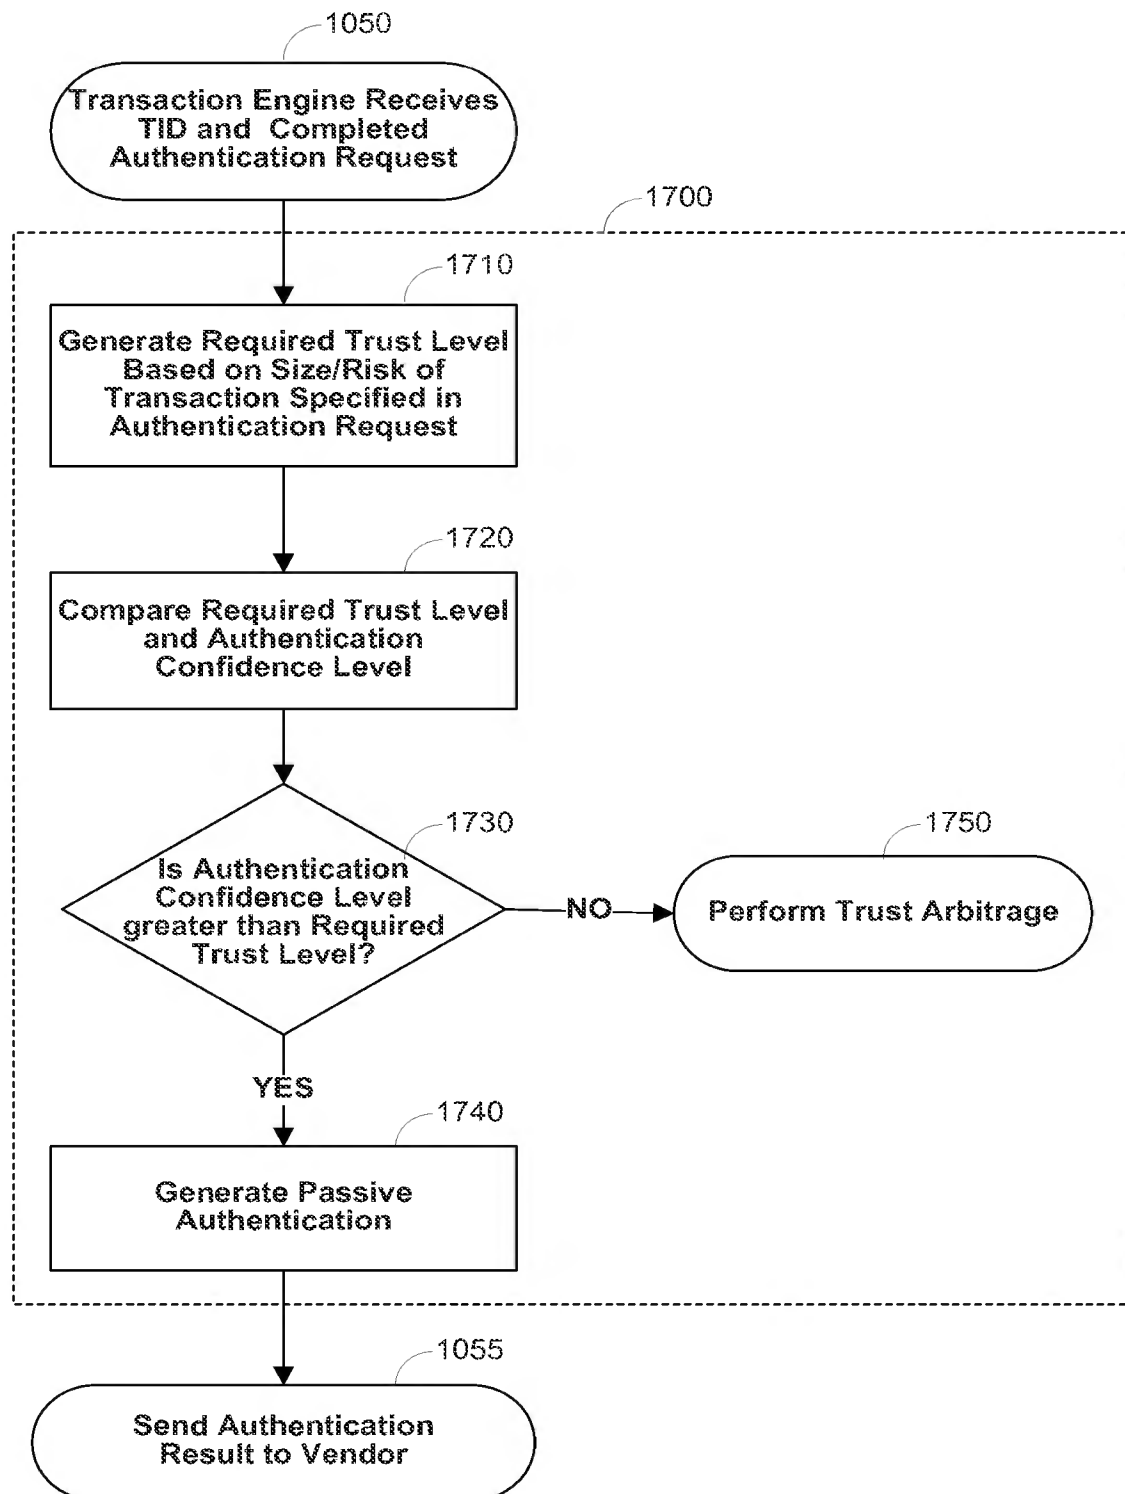 1050
Transaction Engine Receives
TID and Completed
Authentication Request
1700
1710
Generate Required Trust Level
Based on Size/Risk of
Transaction Specified in
Authentication Request
1720
Compare Required Trust Level
and Authentication
Confidence Level
1730
Is Authentication
Confidence Level
greater than Required
Trust Level?
NO
1750
Perform Trust Arbitrage
YES
1740
Generate Passive
Authentication
1055
Send Authentication
Result to Vendor